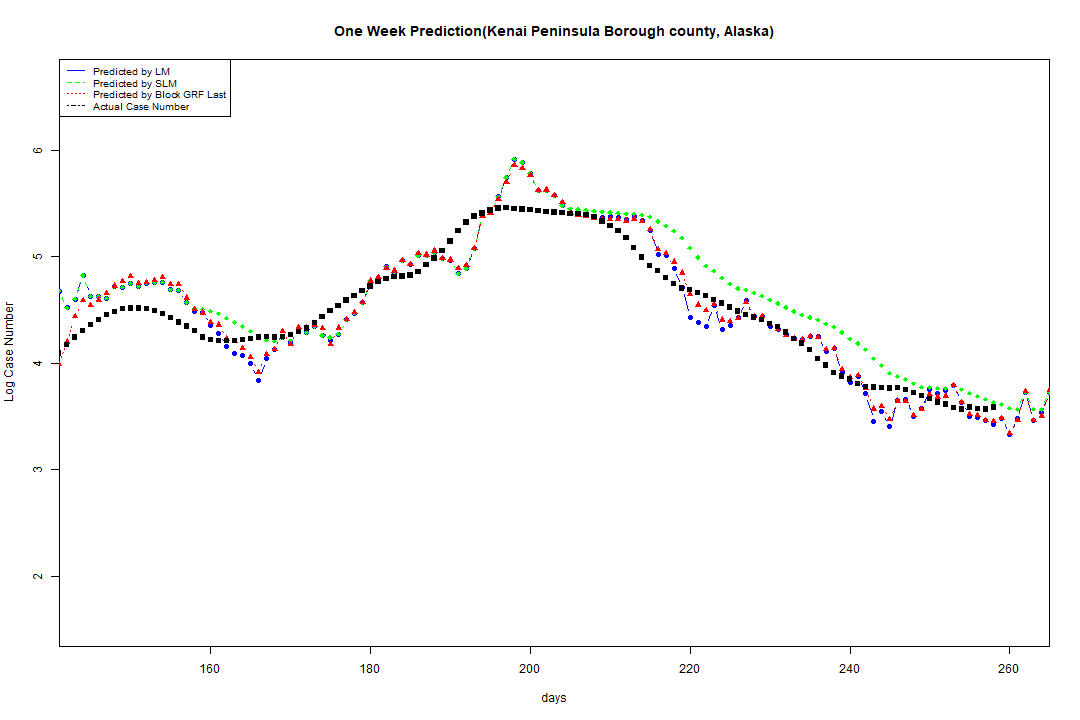 One Week Prediction(Kenai Peninsula Borough county, Alaska)
Predicted by LM
Predicted by SLM
Predicted by Block GRF Last
Actual Case Number
Log Case Number
6
5
4
3
2
160
180
200
220
240
260
days